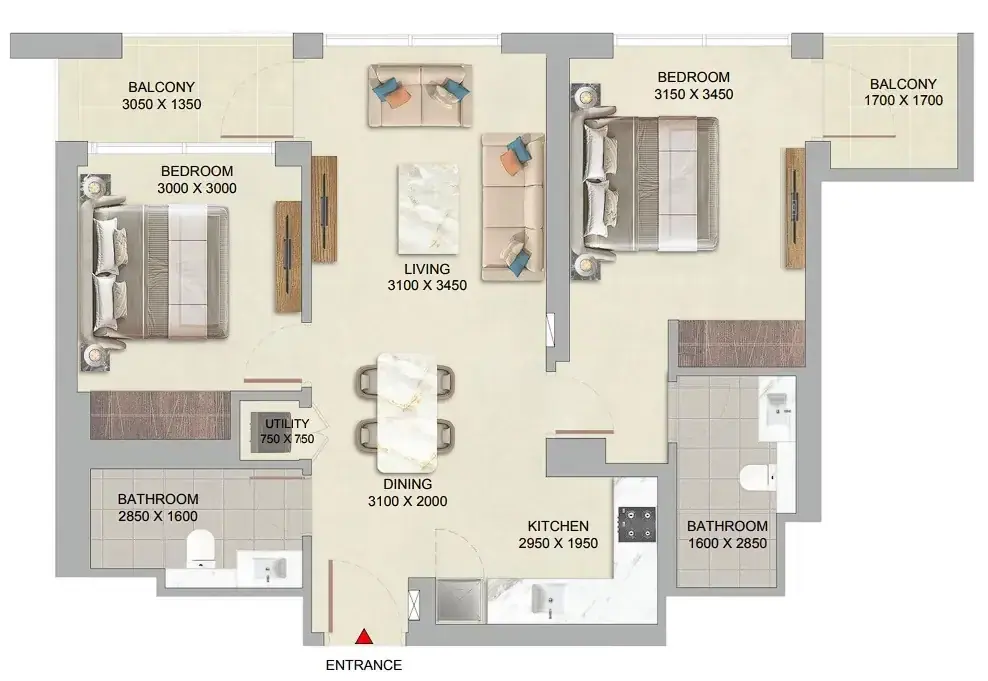 BALCONY
3050 X 1350
BEDROOM
3150 X 3450
BALCONY
1700 X 1700
BEDROOM
3000 X 3000
LIVING
3100 X 3450
UTILITY
750 X 750
DINING
3100 X 2000
BATHROOM
2850 X 1600
KITCHEN
2950 X 1950
BATHROOM
1600 X 2850
ENTRANCE